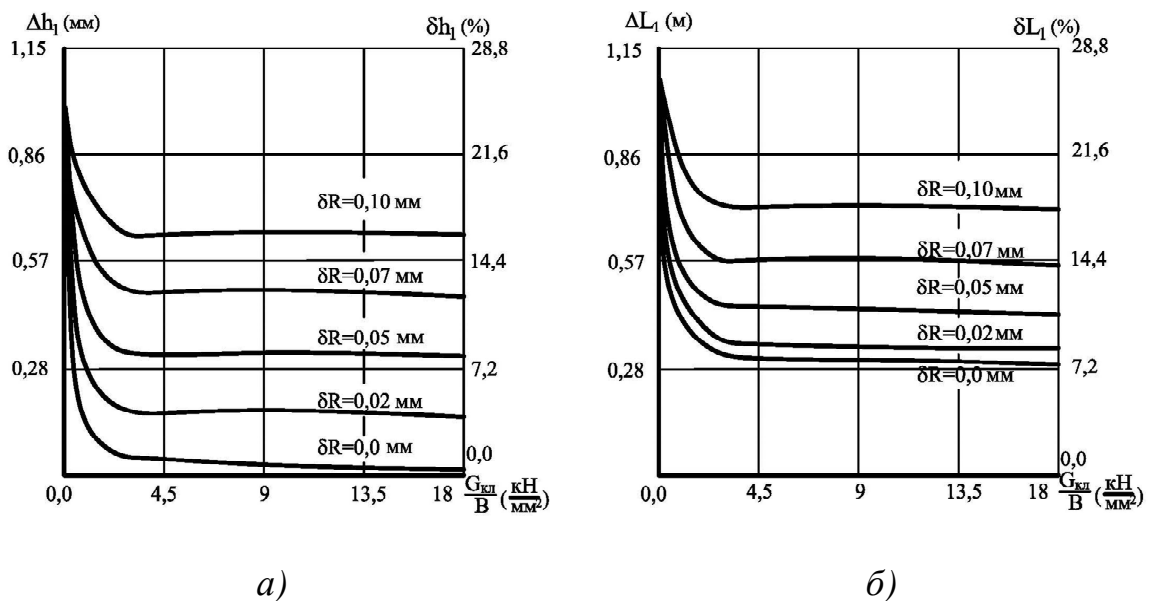 Δh₁ (мм)
δh₁ (%)
1,15
28,8
0,86
21,6
δR=0,10 мм
0,57
14,4
δR=0,07 мм
δR=0,05 мм
0,28
7,2
δR=0,02 мм
δR=0,0 мм
0,0
0,0
4,5
9
13,5
18
Gкл/В (кН/мм²)
а)
ΔL₁ (м)
δL₁ (%)
1,15
28,8
0,86
21,6
δR=0,10 мм
0,57
14,4
δR=0,07 мм
δR=0,05 мм
δR=0,02 мм
0,28
7,2
δR=0,0 мм
0,0
0,0
4,5
9
13,5
18
Gкл/В (кН/мм²)
б)